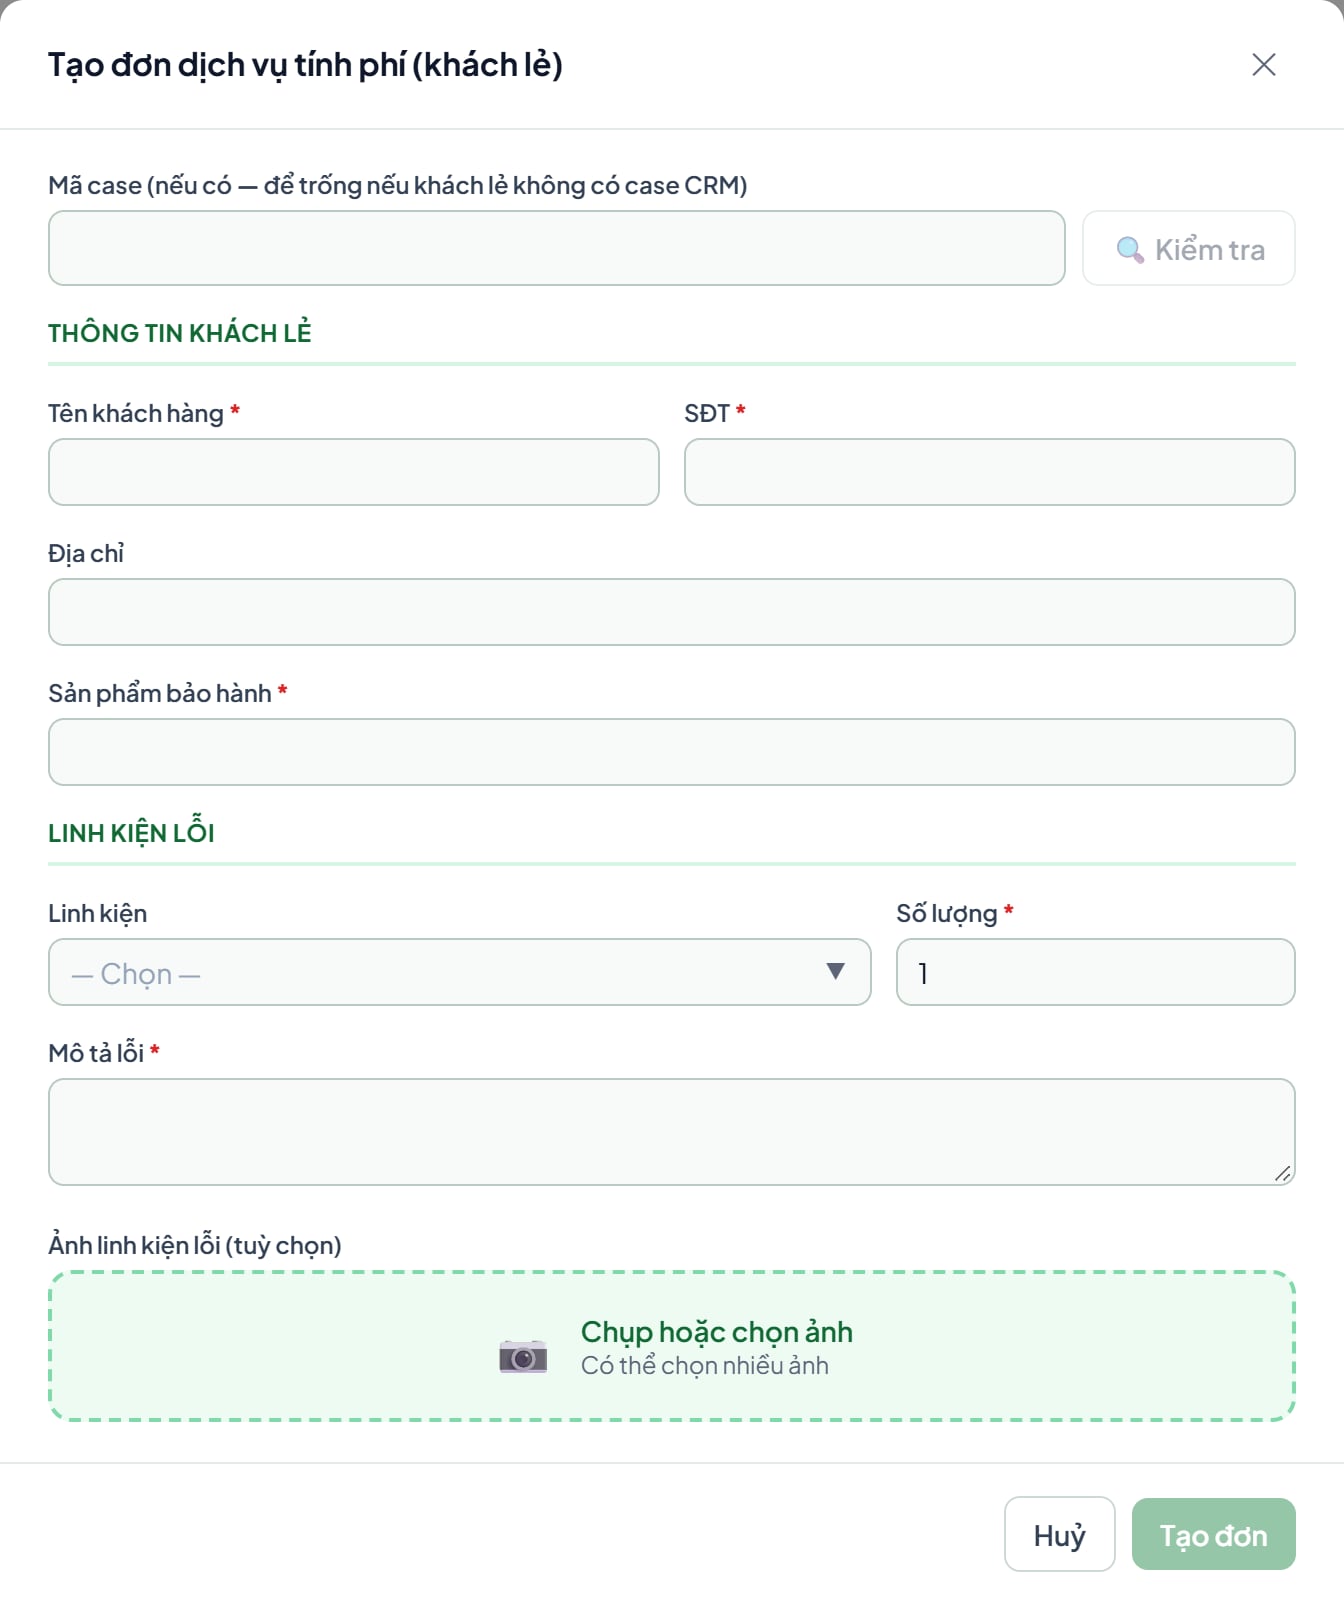 Tạo đơn dịch vụ tính phí (khách lẻ)
Mã case (nếu có — để trống nếu khách lẻ không có case CRM)
🔍 Kiểm tra
THÔNG TIN KHÁCH LẺ
Tên khách hàng *
SĐT *
Địa chỉ
Sản phẩm bảo hành *
LINH KIỆN LỖI
Linh kiện
Số lượng *
— Chọn —
1
Mô tả lỗi *
Ảnh linh kiện lỗi (tuỳ chọn)
Chụp hoặc chọn ảnh
Có thể chọn nhiều ảnh
Huỷ
Tạo đơn